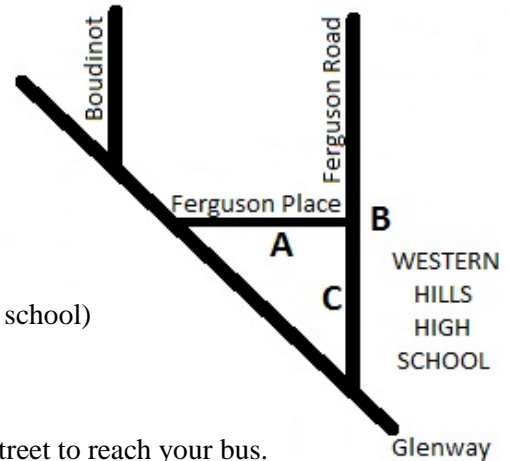 Boudinot
Ferguson Road
Ferguson Place
B
A
WESTERN
HILLS
HIGH
SCHOOL
C
school)
treet to reach your bus.
Glenway